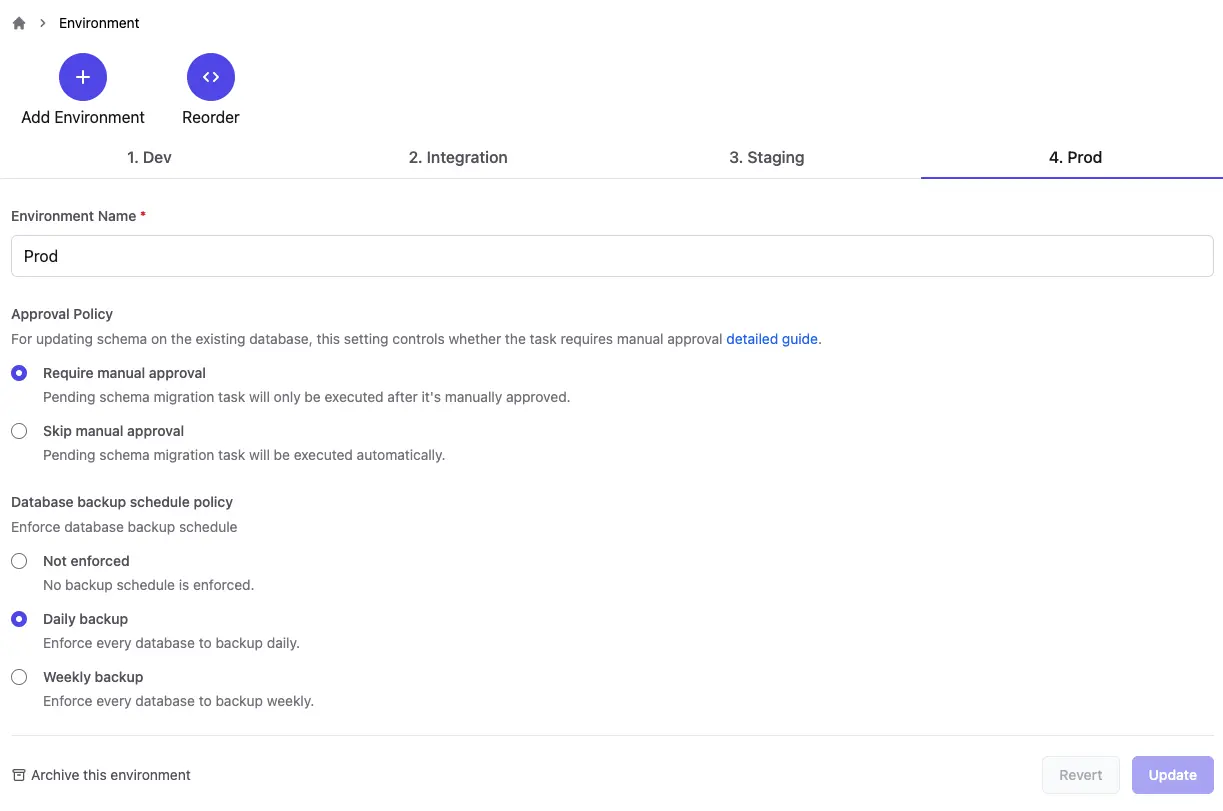 Environment
Add Environment
Reorder
1. Dev
2. Integration
3. Staging
4. Prod
Environment Name *
Prod
Approval Policy
For updating schema on the existing database, this setting controls whether the task requires manual approval detailed guide.
Require manual approval
Pending schema migration task will only be executed after it's manually approved.
Skip manual approval
Pending schema migration task will be executed automatically.
Database backup schedule policy
Enforce database backup schedule
Not enforced
No backup schedule is enforced.
Daily backup
Enforce every database to backup daily.
Weekly backup
Enforce every database to backup weekly.
Archive this environment
Revert
Update